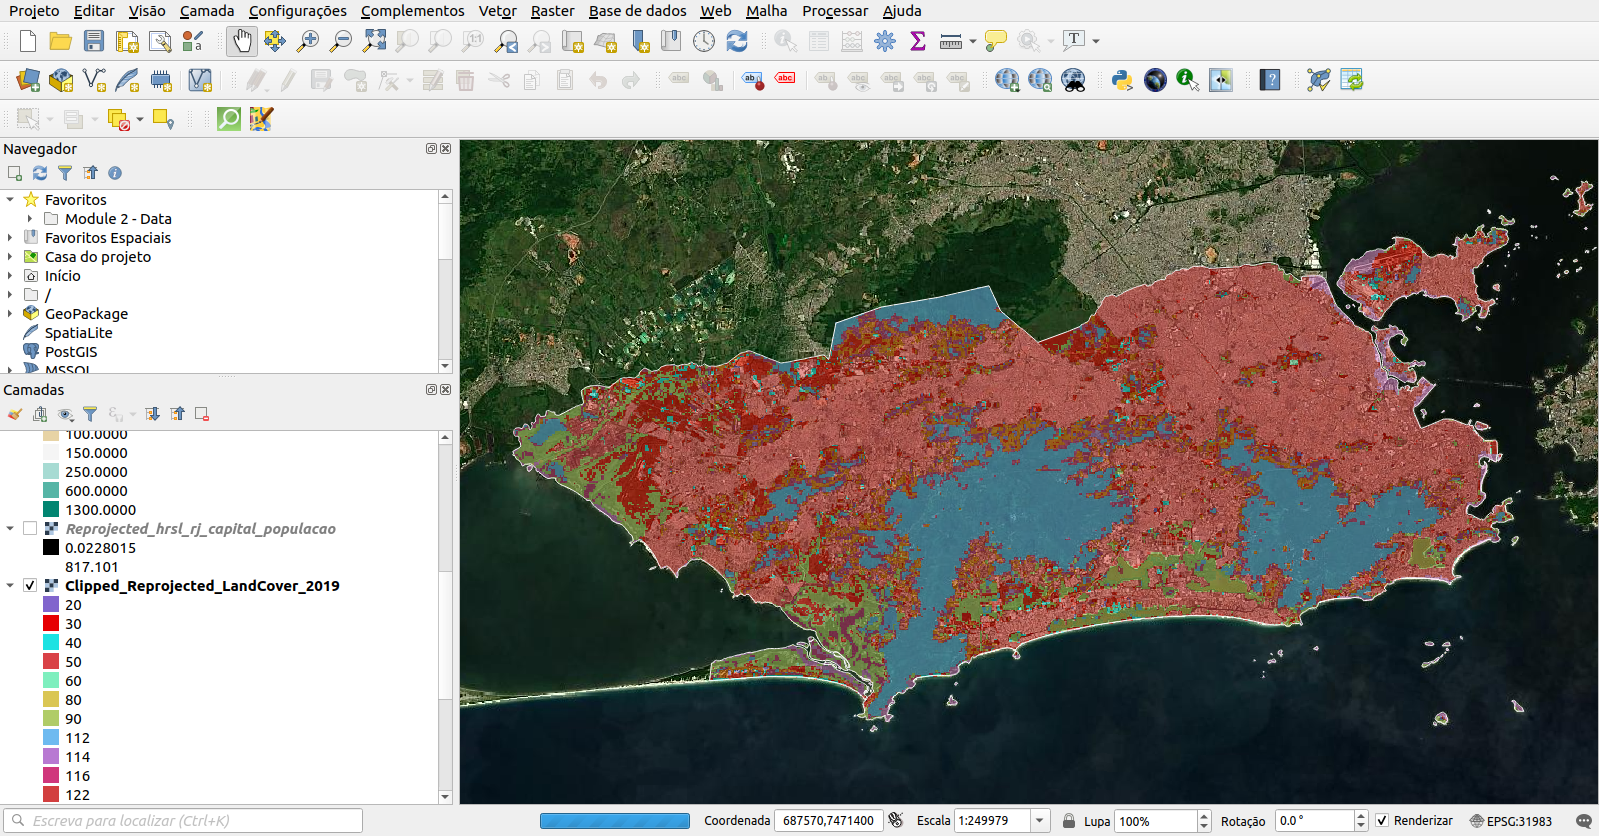 Projeto Editar Visão Camada Configurações Complementos Vetor Raster Base de dados Web Malha Processar Ajuda
Navegador
Favoritos
Module 2 - Data
Favoritos Espaciais
Casa do projeto
Início
/
GeoPackage
SpatiaLite
PostGIS
MSSQL
Camadas
100.0000
150.0000
250.0000
600.0000
1300.0000
Reprojected_hrsl_rj_capital_populacao
0.0228015
817.101
Clipped_Reprojected_LandCover_2019
20
30
40
50
60
80
90
112
114
116
122
Escreva para localizar (Ctrl+K)
Coordenada 687570,7471400 Escala 1:249979 Lupa 100% Rotação 0.0 ° Renderizar EPSG:31983